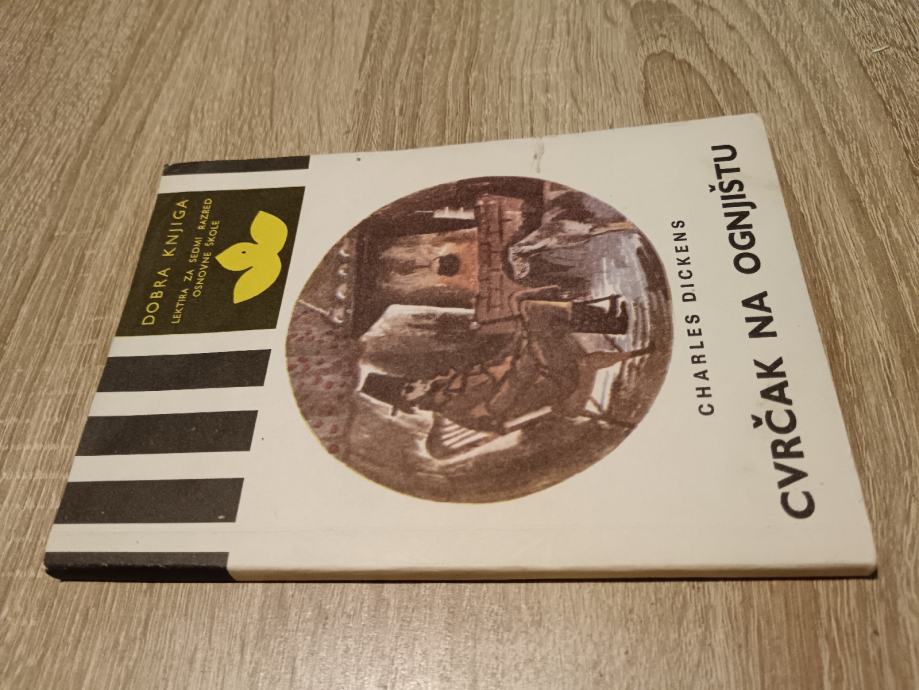 DOBRA KNJIGA
LEKTIRA ZA SEDMI RAZRED
OSNOVNE ŠKOLE
CHARLES DICKENS
CVRČAK NA OGNJIŠTU